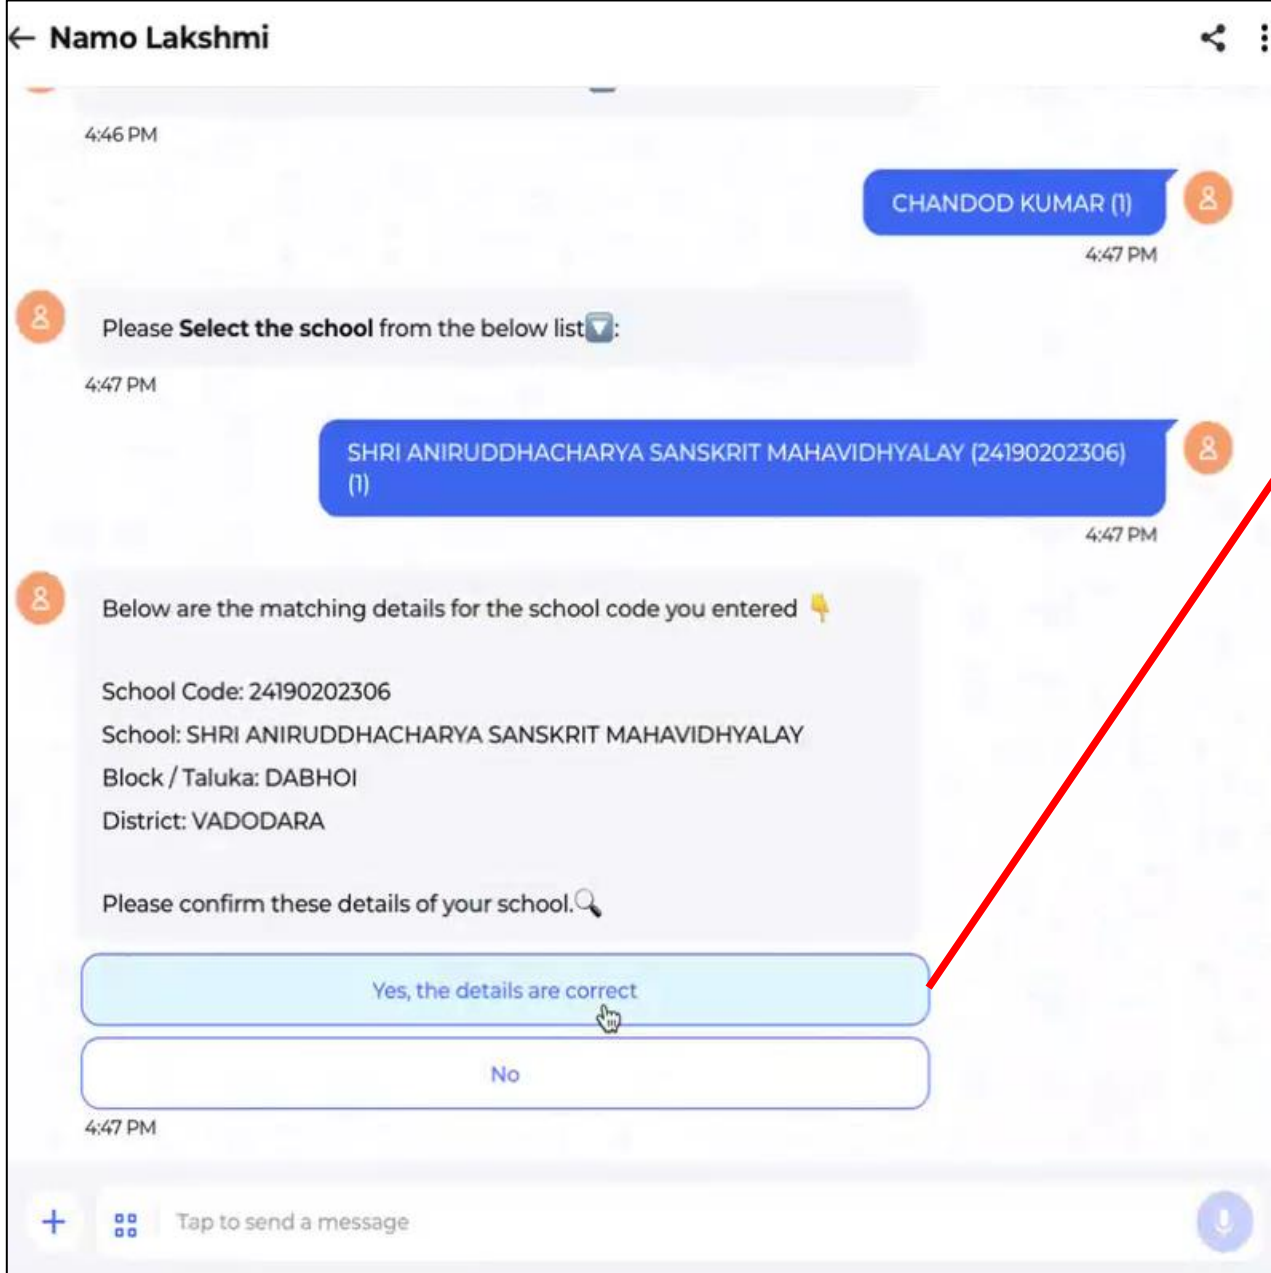 Namo Lakshmi
4:46 PM
CHANDOD KUMAR (1)
4:47 PM
Please Select the school from the below list🔽:
4:47 PM
SHRI ANIRUDDHACHARYA SANSKRIT MAHAVIDHYALAY (24190202306)
(1)
4:47 PM
Below are the matching details for the school code you entered 👇
School Code: 24190202306
School: SHRI ANIRUDDHACHARYA SANSKRIT MAHAVIDHYALAY
Block / Taluka: DABHOI
District: VADODARA
Please confirm these details of your school.🔍
Yes, the details are correct
No
4:47 PM
Tap to send a message